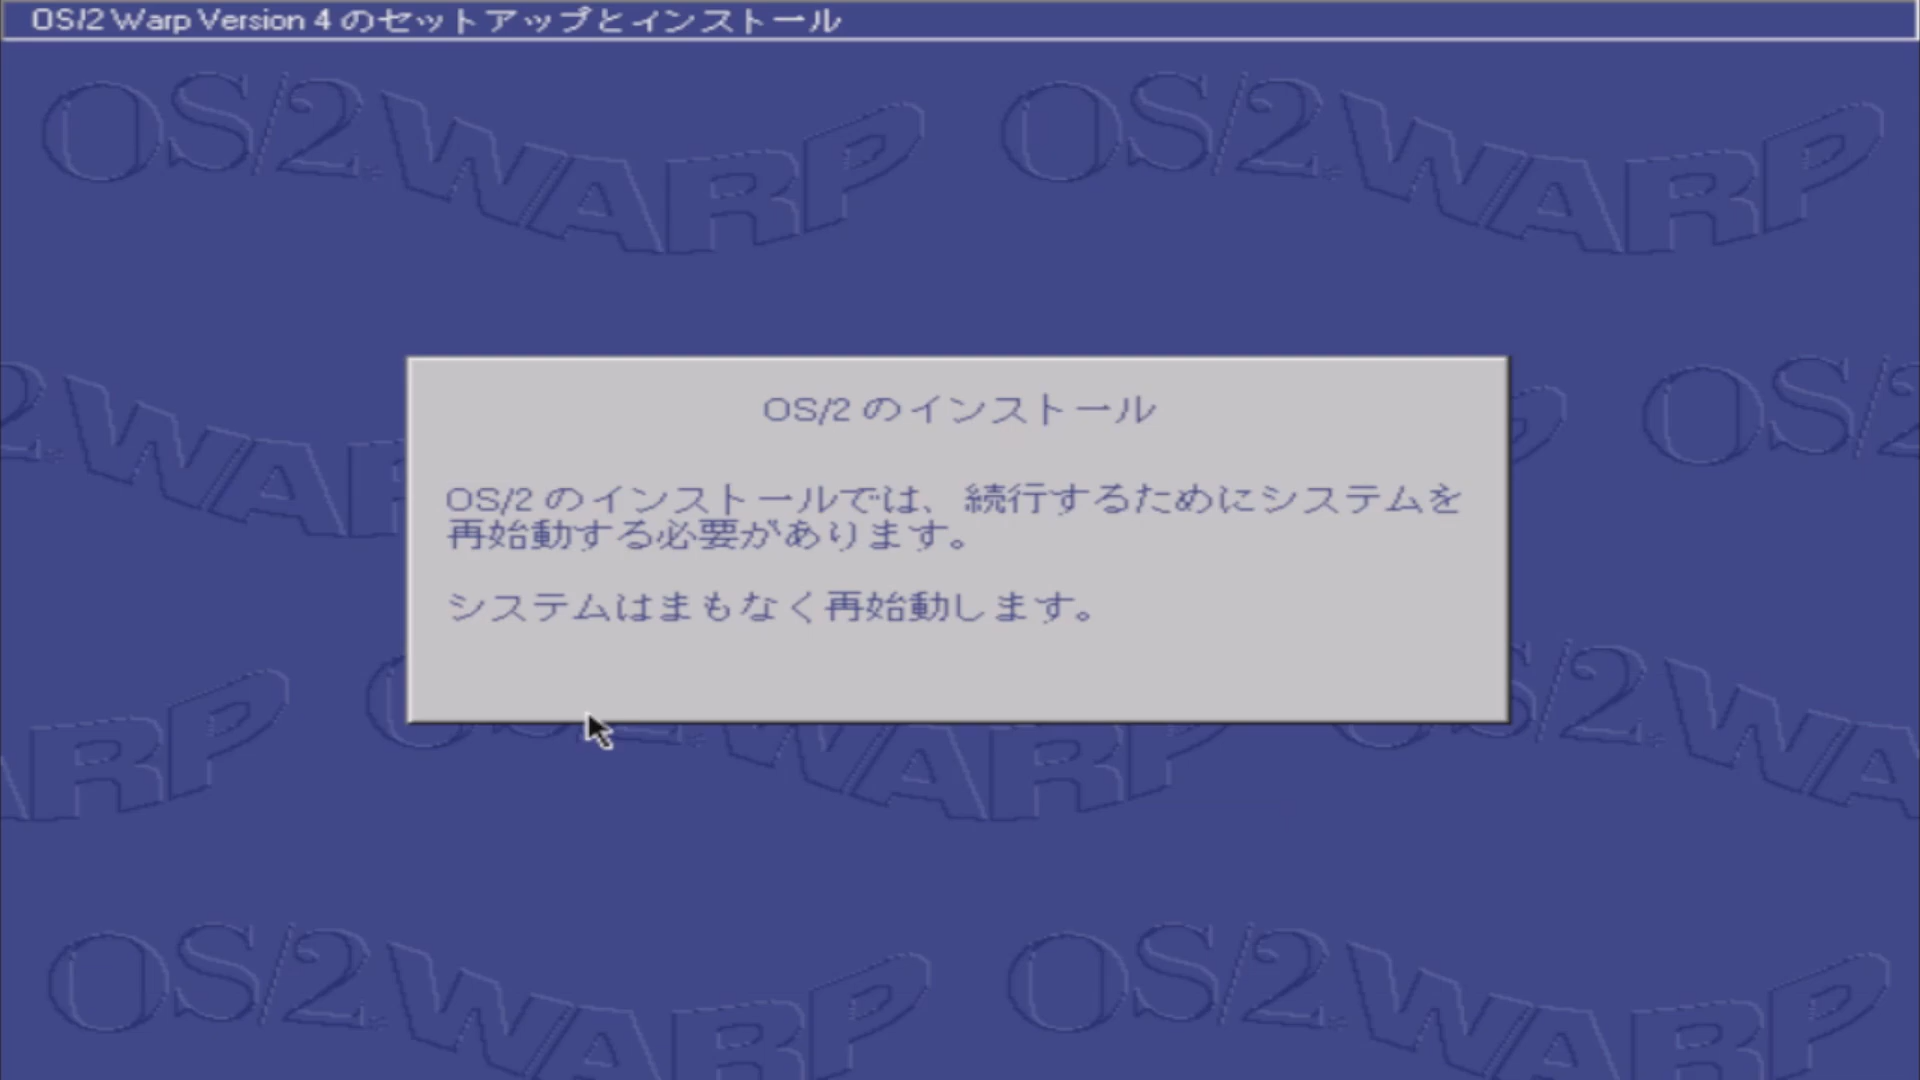 OS/2 Warp Version 4 のセットアップとインストール
OS/2 WARP OS/2 WARP
OS/2 のインストール
OS/2 のインストールでは、続行するためにシステムを
再始動する必要があります。
システムはまもなく再始動します。
OS/2 WARP OS/2 WARP